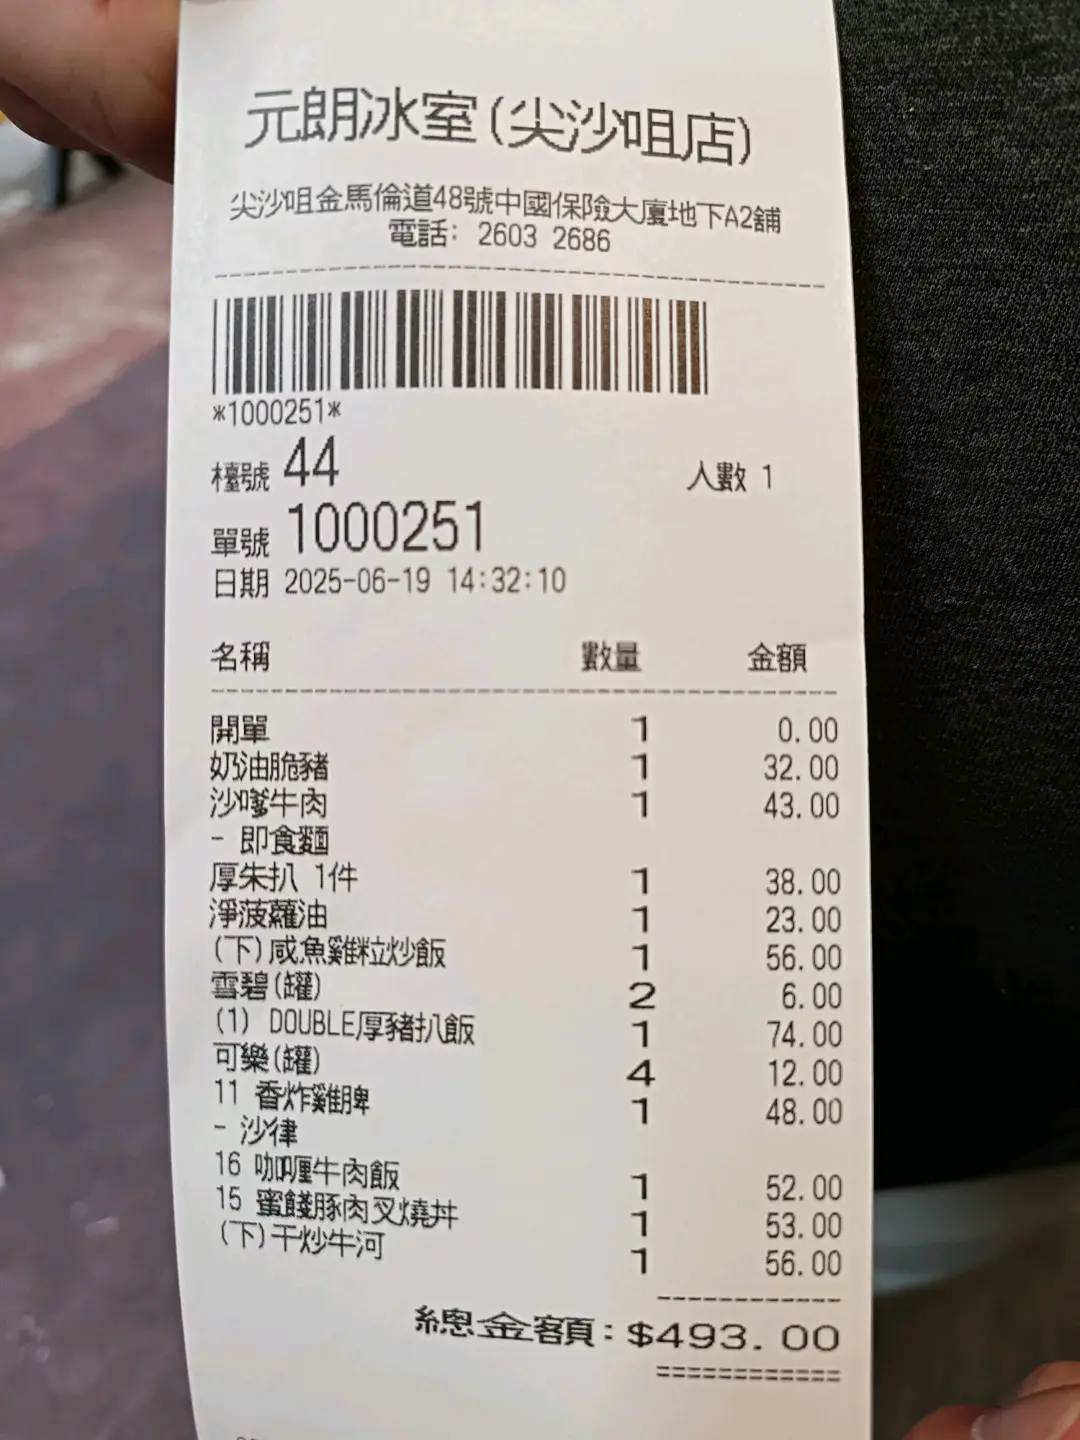 元朗冰室(尖沙咀店)
尖沙咀金馬倫道48號中國保險大廈地下A2舖
電話: 2603 2686
*1000251*
檯號 44 人數 1
單號 1000251
日期 2025-06-19 14:32:10
名稱 數量 金額
開單 1 0.00
奶油脆豬 1 32.00
沙嗲牛肉 1 43.00
- 即食麵
厚朱扒 1件 1 38.00
淨菠蘿油 1 23.00
(下)咸魚雞粒炒飯 1 56.00
雪碧(罐) 2 6.00
(1) DOUBLE厚豬扒飯 1 74.00
可樂(罐) 4 12.00
11 香炸雞髀 1 48.00
- 沙律
16 咖喱牛肉飯 1 52.00
15 蜜餞豚肉叉燒丼 1 53.00
(下)干炒牛河 1 56.00
總金額:$493.00